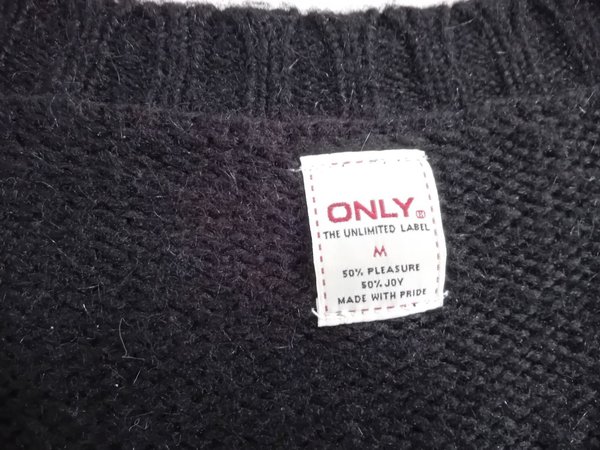 ONLY®
THE UNLIMITED LABEL
M
50% PLEASURE
50% JOY
MADE WITH PRIDE